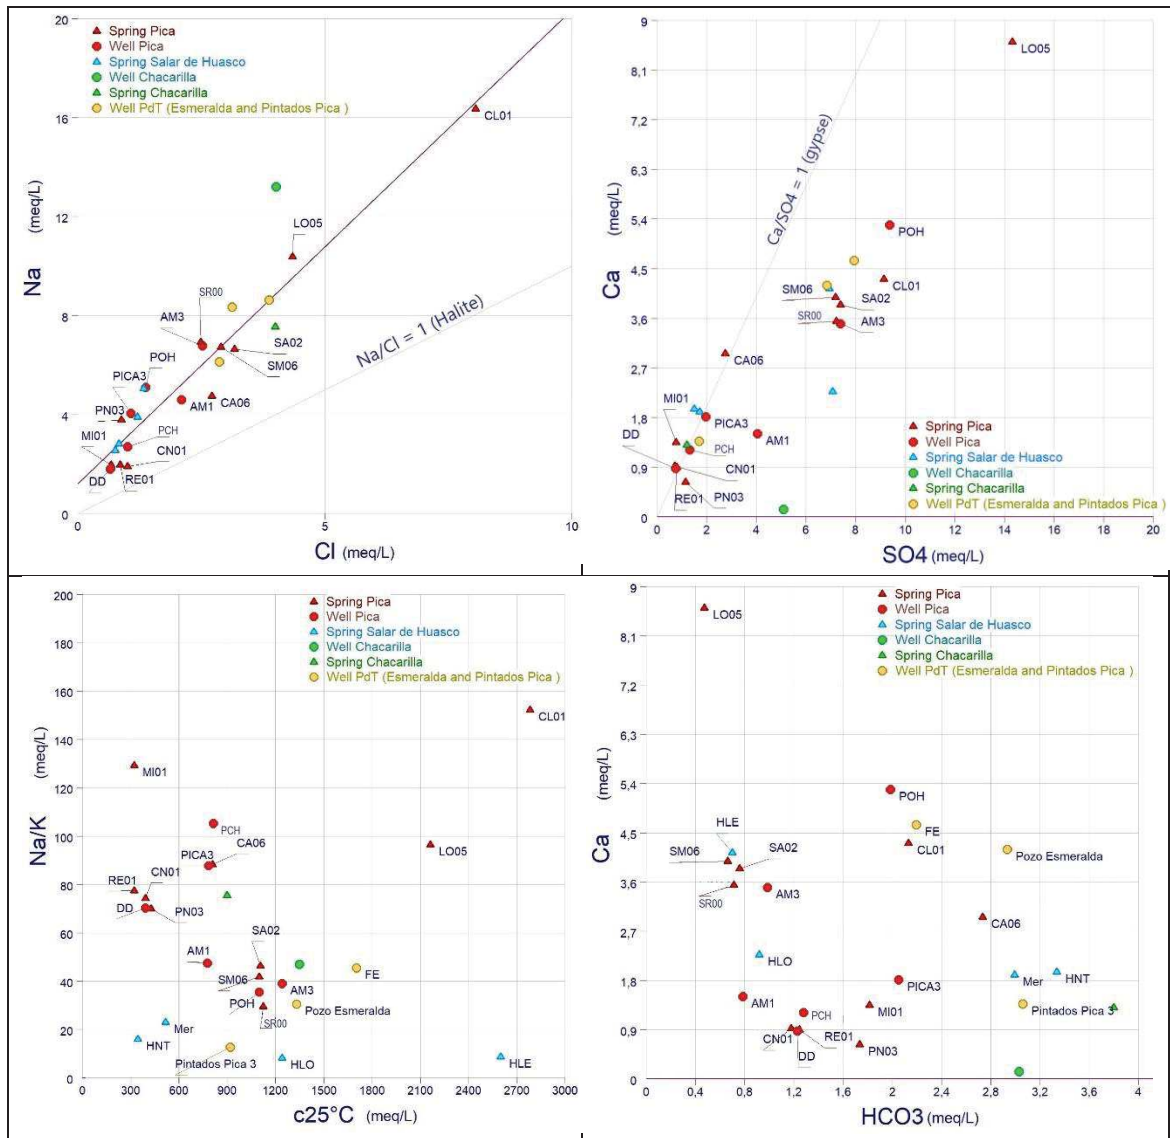 20
16
12
8
4
0
Na (meq/L)
Spring Pica
Well Pica
Spring Salar de Huasco
Well Chacarilla
Spring Chacarilla
Well PdT (Esmeralda and Pintados Pica )
CL01
LO05
SR00
AM3
POH
PICA3
PN03
MI01
DD
SA02
SM06
CA06
AM1
PCH
CN01
RE01
Na/Cl = 1 (Halite)
5
10
Cl (meq/L)
9
8,1
7,2
6,3
5,4
4,5
3,6
2,7
1,8
0,9
0
Ca (meq/L)
Ca/SO4 = 1 (gypse)
LO05
POH
CL01
SM06
SA02
SR00
AM3
CA06
MI01
PICA3
DD
PCH
AM1
CN01
RE01
PN03
Spring Pica
Well Pica
Spring Salar de Huasco
Well Chacarilla
Spring Chacarilla
Well PdT (Esmeralda and Pintados Pica )
0 2 4 6 8 10 12 14 16 18 20
SO4 (meq/L)
200
180
160
140
120
100
80
60
40
20
0
Na/K (meq/L)
Spring Pica
Well Pica
Spring Salar de Huasco
Well Chacarilla
Spring Chacarilla
Well PdT (Esmeralda and Pintados Pica )
CL01
MI01
PCH
CA06
PICA3
LO05
CN01
RE01
DD
PN03
SA02
AM1
SM06
FE
POH
AM3
Pozo Esmeralda
SR00
Mer
HNT
Pintados Pica 3
HLO
HLE
300 600 900 1200 1500 1800 2100 2400 2700 3000
c25°C (meq/L)
9
8,1
7,2
6,3
5,4
4,5
3,6
2,7
1,8
0,9
0
Ca (meq/L)
Spring Pica
Well Pica
Spring Salar de Huasco
Well Chacarilla
Spring Chacarilla
Well PdT (Esmeralda and Pintados Pica )
LO05
POH
HLE
FE
SM06
SA02
CL01
Pozo Esmeralda
SR00
AM3
CA06
HLO
PICA3
Mer
HNT
AM1
PCH
MI01
Pintados Pica 3
CN01
RE01
DD
PN03
0,8 1,6 2,4 3,2 4
HCO3 (meq/L)